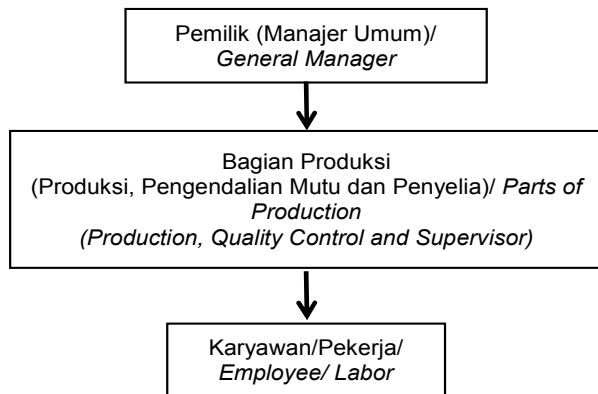 Pemilik (Manajer Umum)/
General Manager
Bagian Produksi
(Produksi, Pengendalian Mutu dan Penyelia)/ Parts of
Production
(Production, Quality Control and Supervisor)
Karyawan/Pekerja/
Employee/ Labor